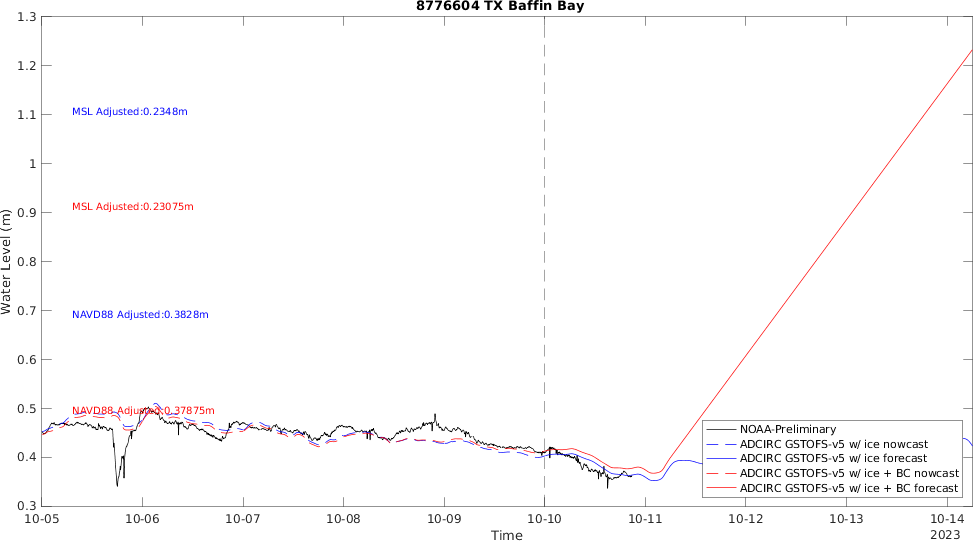 8776604 TX Baffin Bay
1.3
1.2
1.1
1
0.9
0.8
0.7
0.6
0.5
0.4
0.3
Water Level (m)
MSL Adjusted:0.2348m
MSL Adjusted:0.23075m
NAVD88 Adjusted:0.3828m
NAVD88 Adjusted:0.37875m
NOAA-Preliminary
ADCIRC GSTOFS-v5 w/ ice nowcast
ADCIRC GSTOFS-v5 w/ ice forecast
ADCIRC GSTOFS-v5 w/ ice + BC nowcast
ADCIRC GSTOFS-v5 w/ ice + BC forecast
10-05 10-06 10-07 10-08 10-09 10-10 10-11 10-12 10-13 10-14
2023
Time